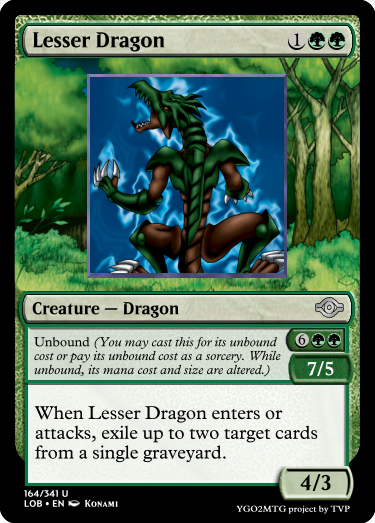 Lesser Dragon 1
Creature — Dragon
Unbound (You may cast this for its unbound
cost or pay its unbound cost as a sorcery. While
unbound, its mana cost and size are altered.)
6
7/5
When Lesser Dragon enters or
attacks, exile up to two target cards
from a single graveyard.
4/3
164/341 U
LOB • EN KONAMI
YGO2MTG project by TVP